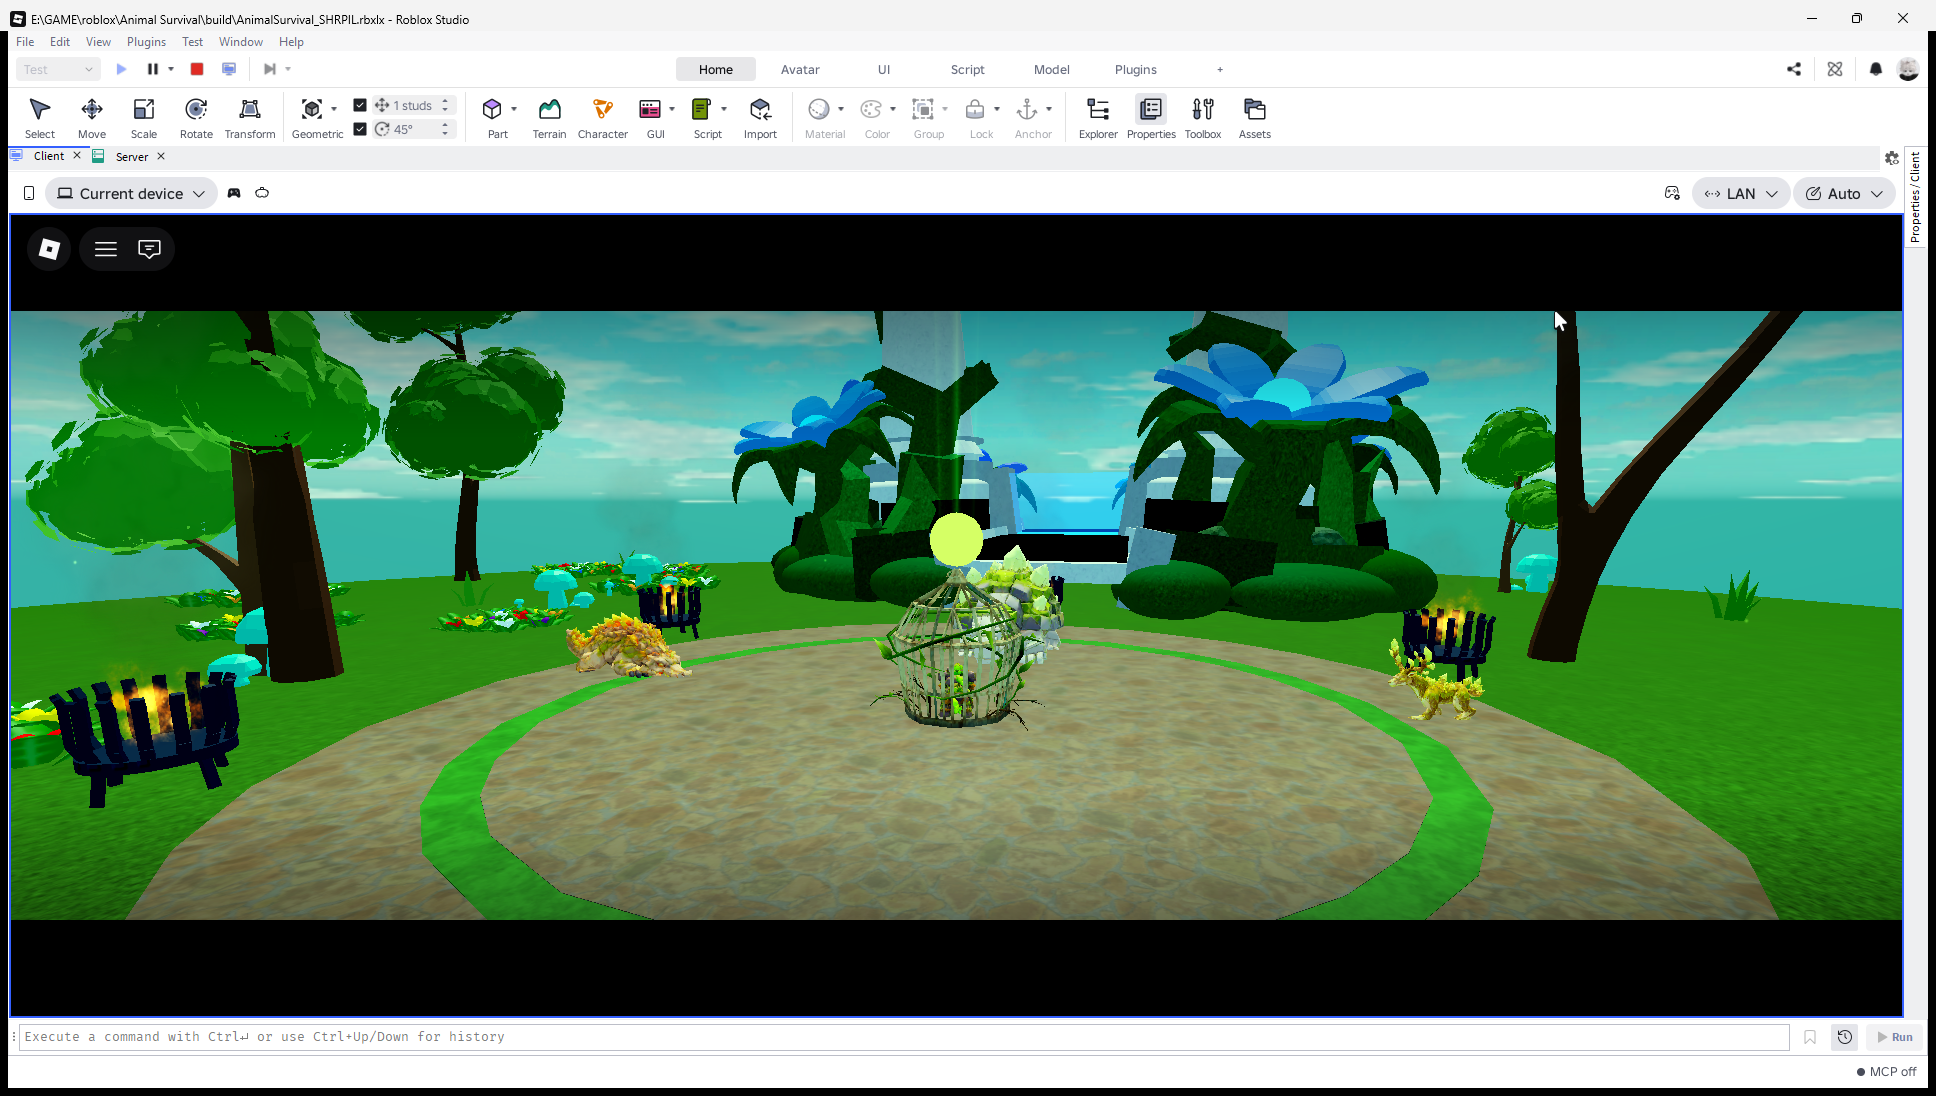 E:\GAME\roblox\Animal Survival\build\AnimalSurvival_SHRPIL.rbxlx - Roblox Studio
File Edit View Plugins Test Window Help
Test Home Avatar UI Script Model Plugins +
1 studs
45°
Select Move Scale Rotate Transform Geometric Part Terrain Character GUI Script Import Material Color Group Lock Anchor Explorer Properties Toolbox Assets
Client Server
Properties / Client
Current device LAN Auto
Execute a command with Ctrl↵ or use Ctrl+Up/Down for history
Run
MCP off